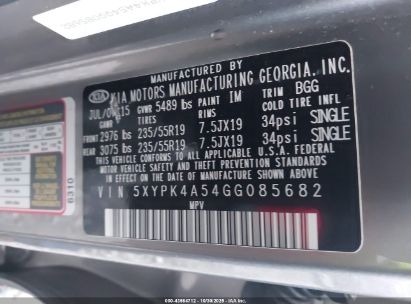 MANUFACTURED BY
KIA KIA MOTORS MANUFACTURING GEORGIA, INC.
GVWR 5489 lbs PAINT IM TRIM BGG
GAWR TIRES RIMS COLD TIRE INFL
FRONT 2976 lbs 235/55R19 7.5JX19 34psi SINGLE
REAR 3075 lbs 235/55R19 7.5JX19 34psi SINGLE
THIS VEHICLE CONFORMS TO ALL APPLICABLE U.S.A. FEDERAL
MOTOR VEHICLE SAFETY STANDARDS IN EFFECT ON THE DATE OF
MANUFACTURE SHOWN ABOVE
VIN 5XYPK4A54GG085682
MPV
6310